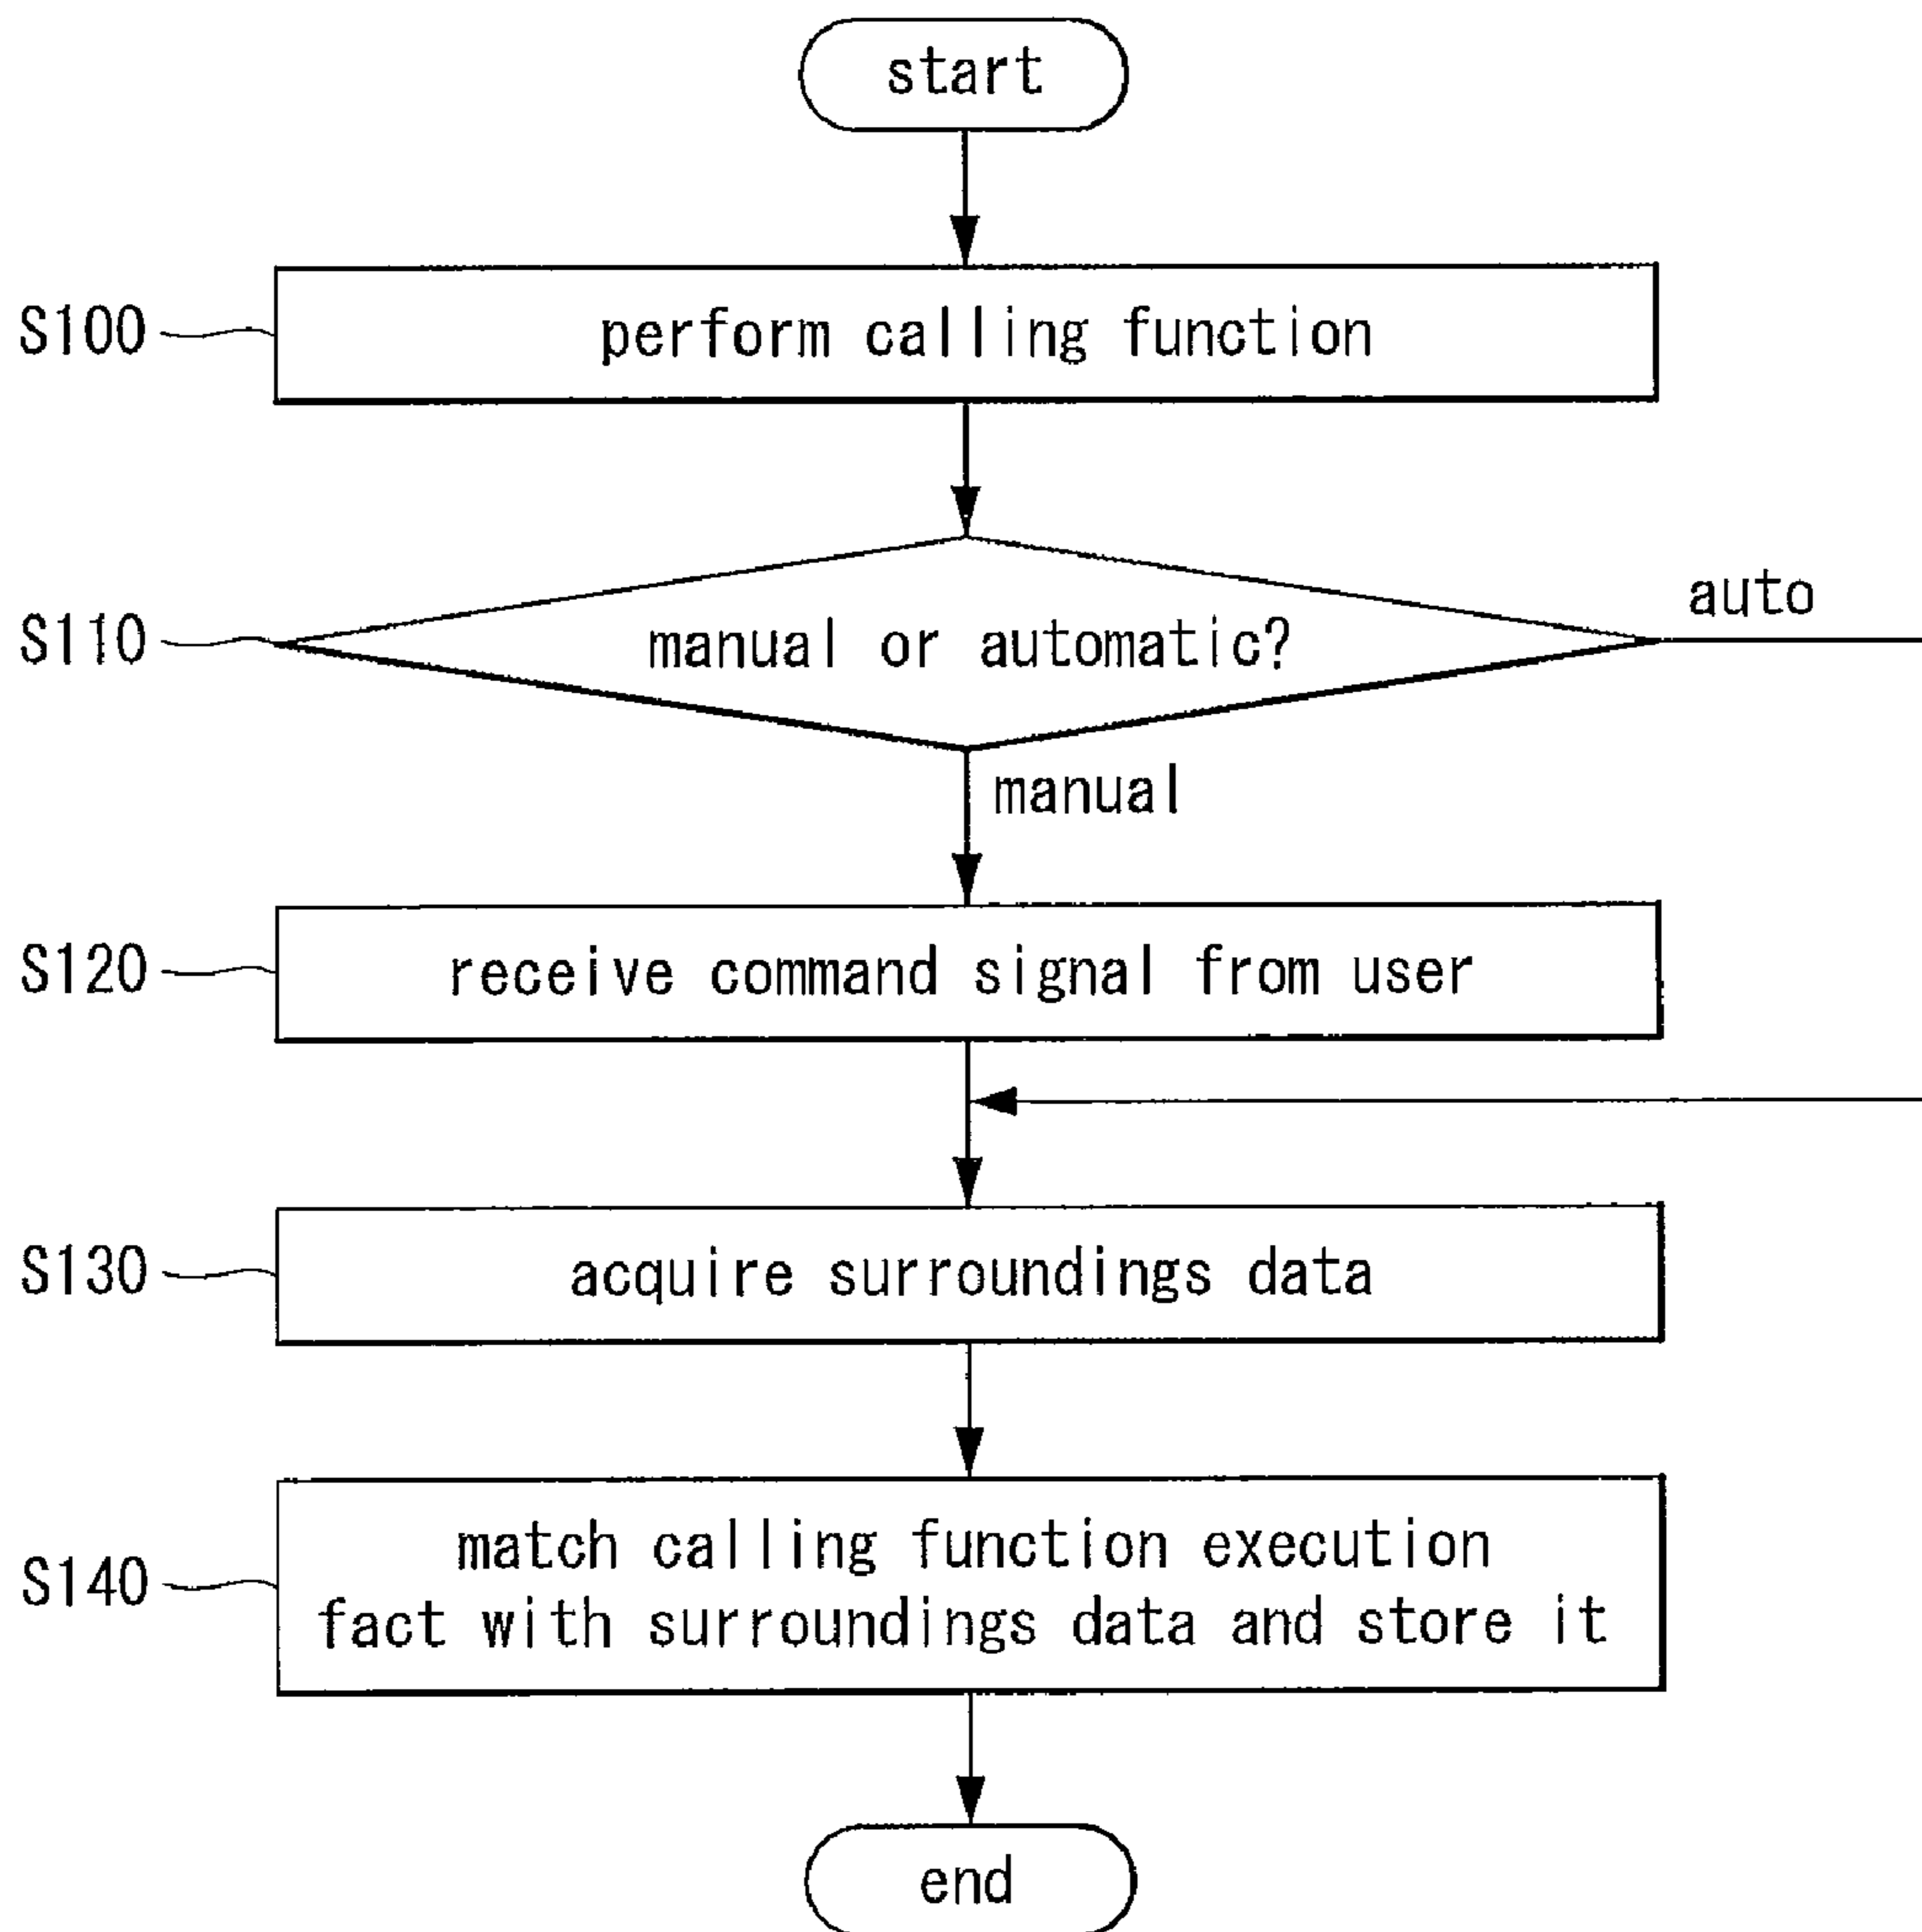 start
S100
perform calling function
S110
manual or automatic?
auto
manual
S120
receive command signal from user
S130
acquire surroundings data
S140
match calling function execution
fact with surroundings data and store it
end